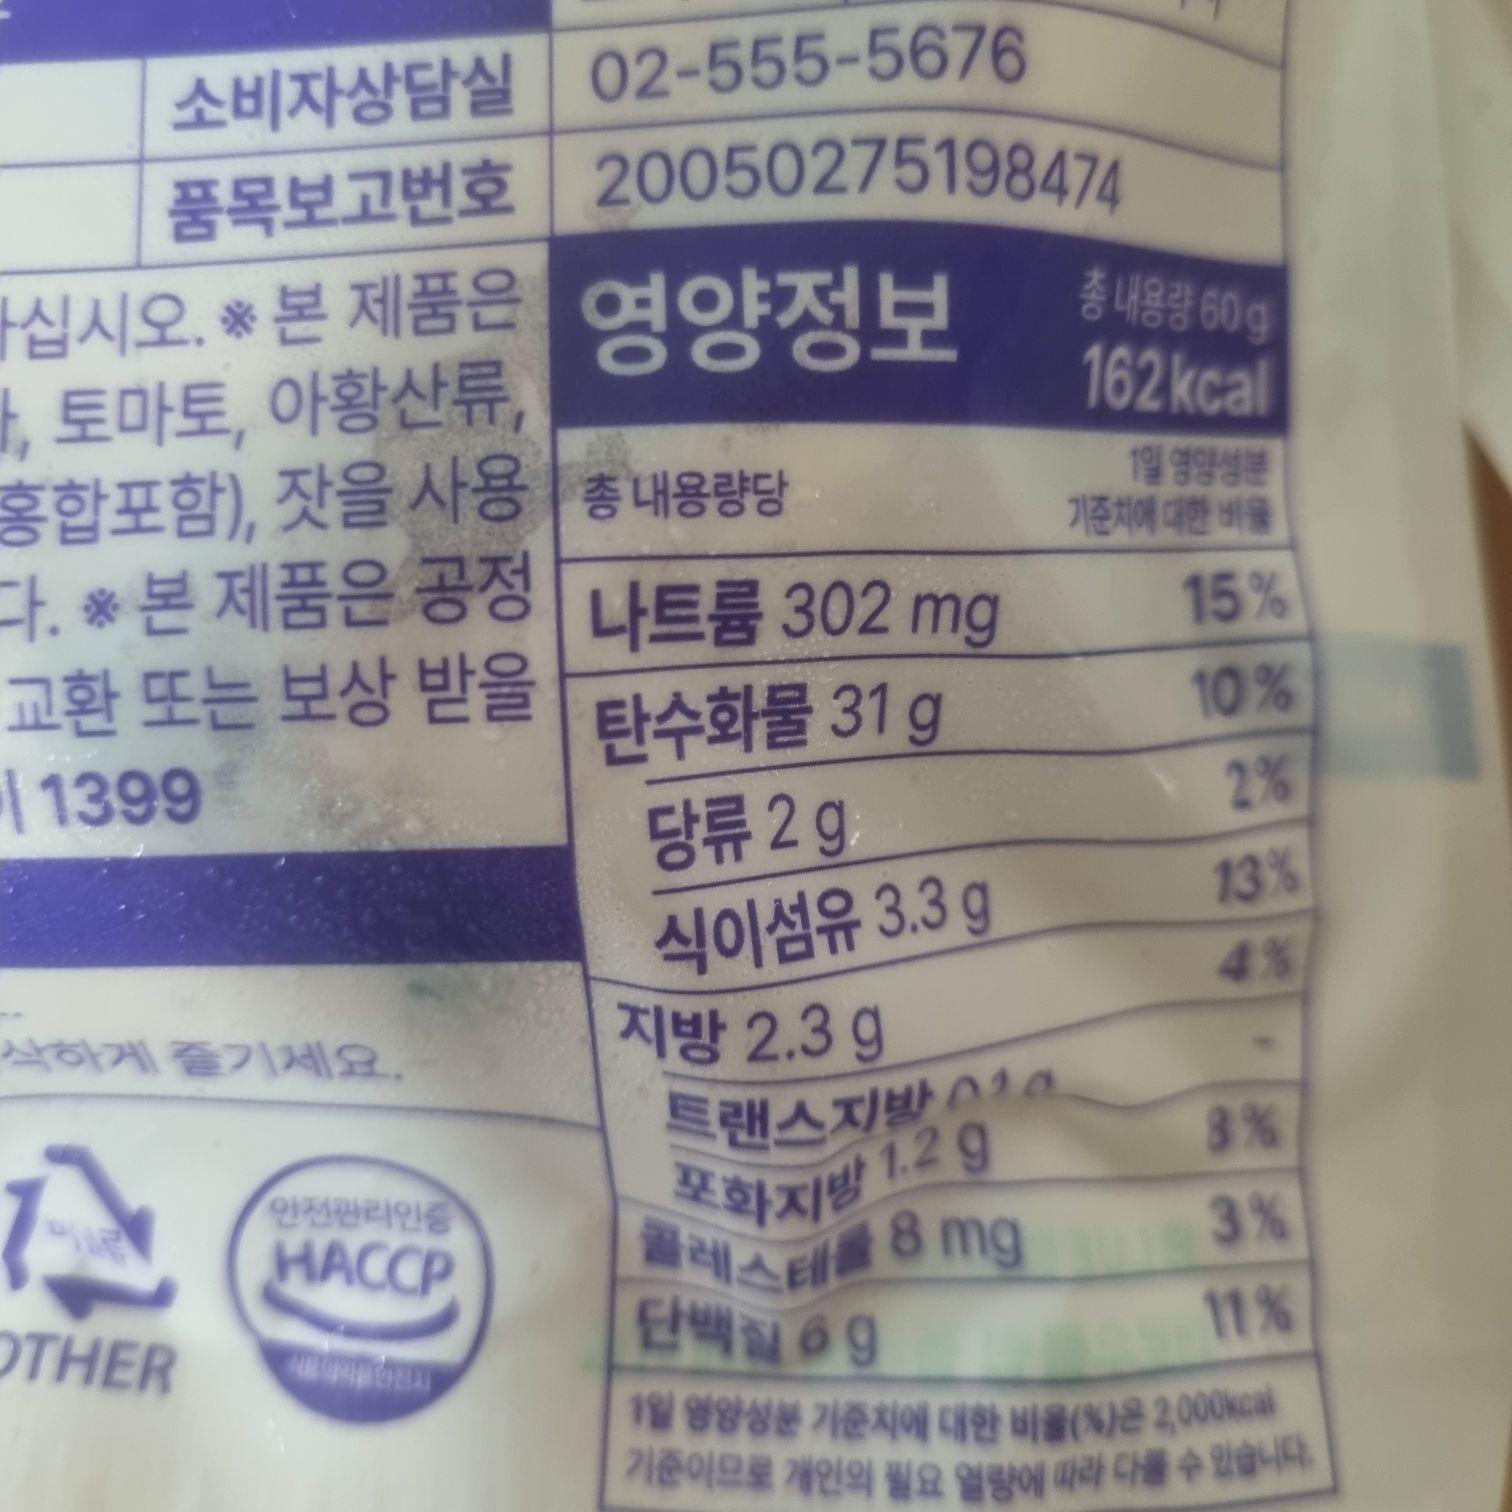 소비자상담실 02-555-5676
품목보고번호 20050275198474
십시오. ※ 본 제품은
, 토마토, 아황산류,
홍합포함), 잣을 사용
다. ※ 본 제품은 공정
교환 또는 보상 받을
1399
영양정보
총 내용량 60g
162kcal
총 내용량당
1일 영양성분
기준치에 대한 비율
나트륨 302 mg 15%
탄수화물 31 g 10%
당류 2 g 2%
식이섬유 3.3 g 13%
지방 2.3 g 4%
트랜스지방 -
포화지방 1.2 g 8%
콜레스테롤 8 mg 3%
단백질 6 g 11%
1일 영양성분 기준치에 대한 비율(%)은 2,000kcal
기준이므로 개인의 필요 열량에 따라 다를 수 있습니다.
삭하게 즐기세요.
OTHER
안전관리인증
HACCP